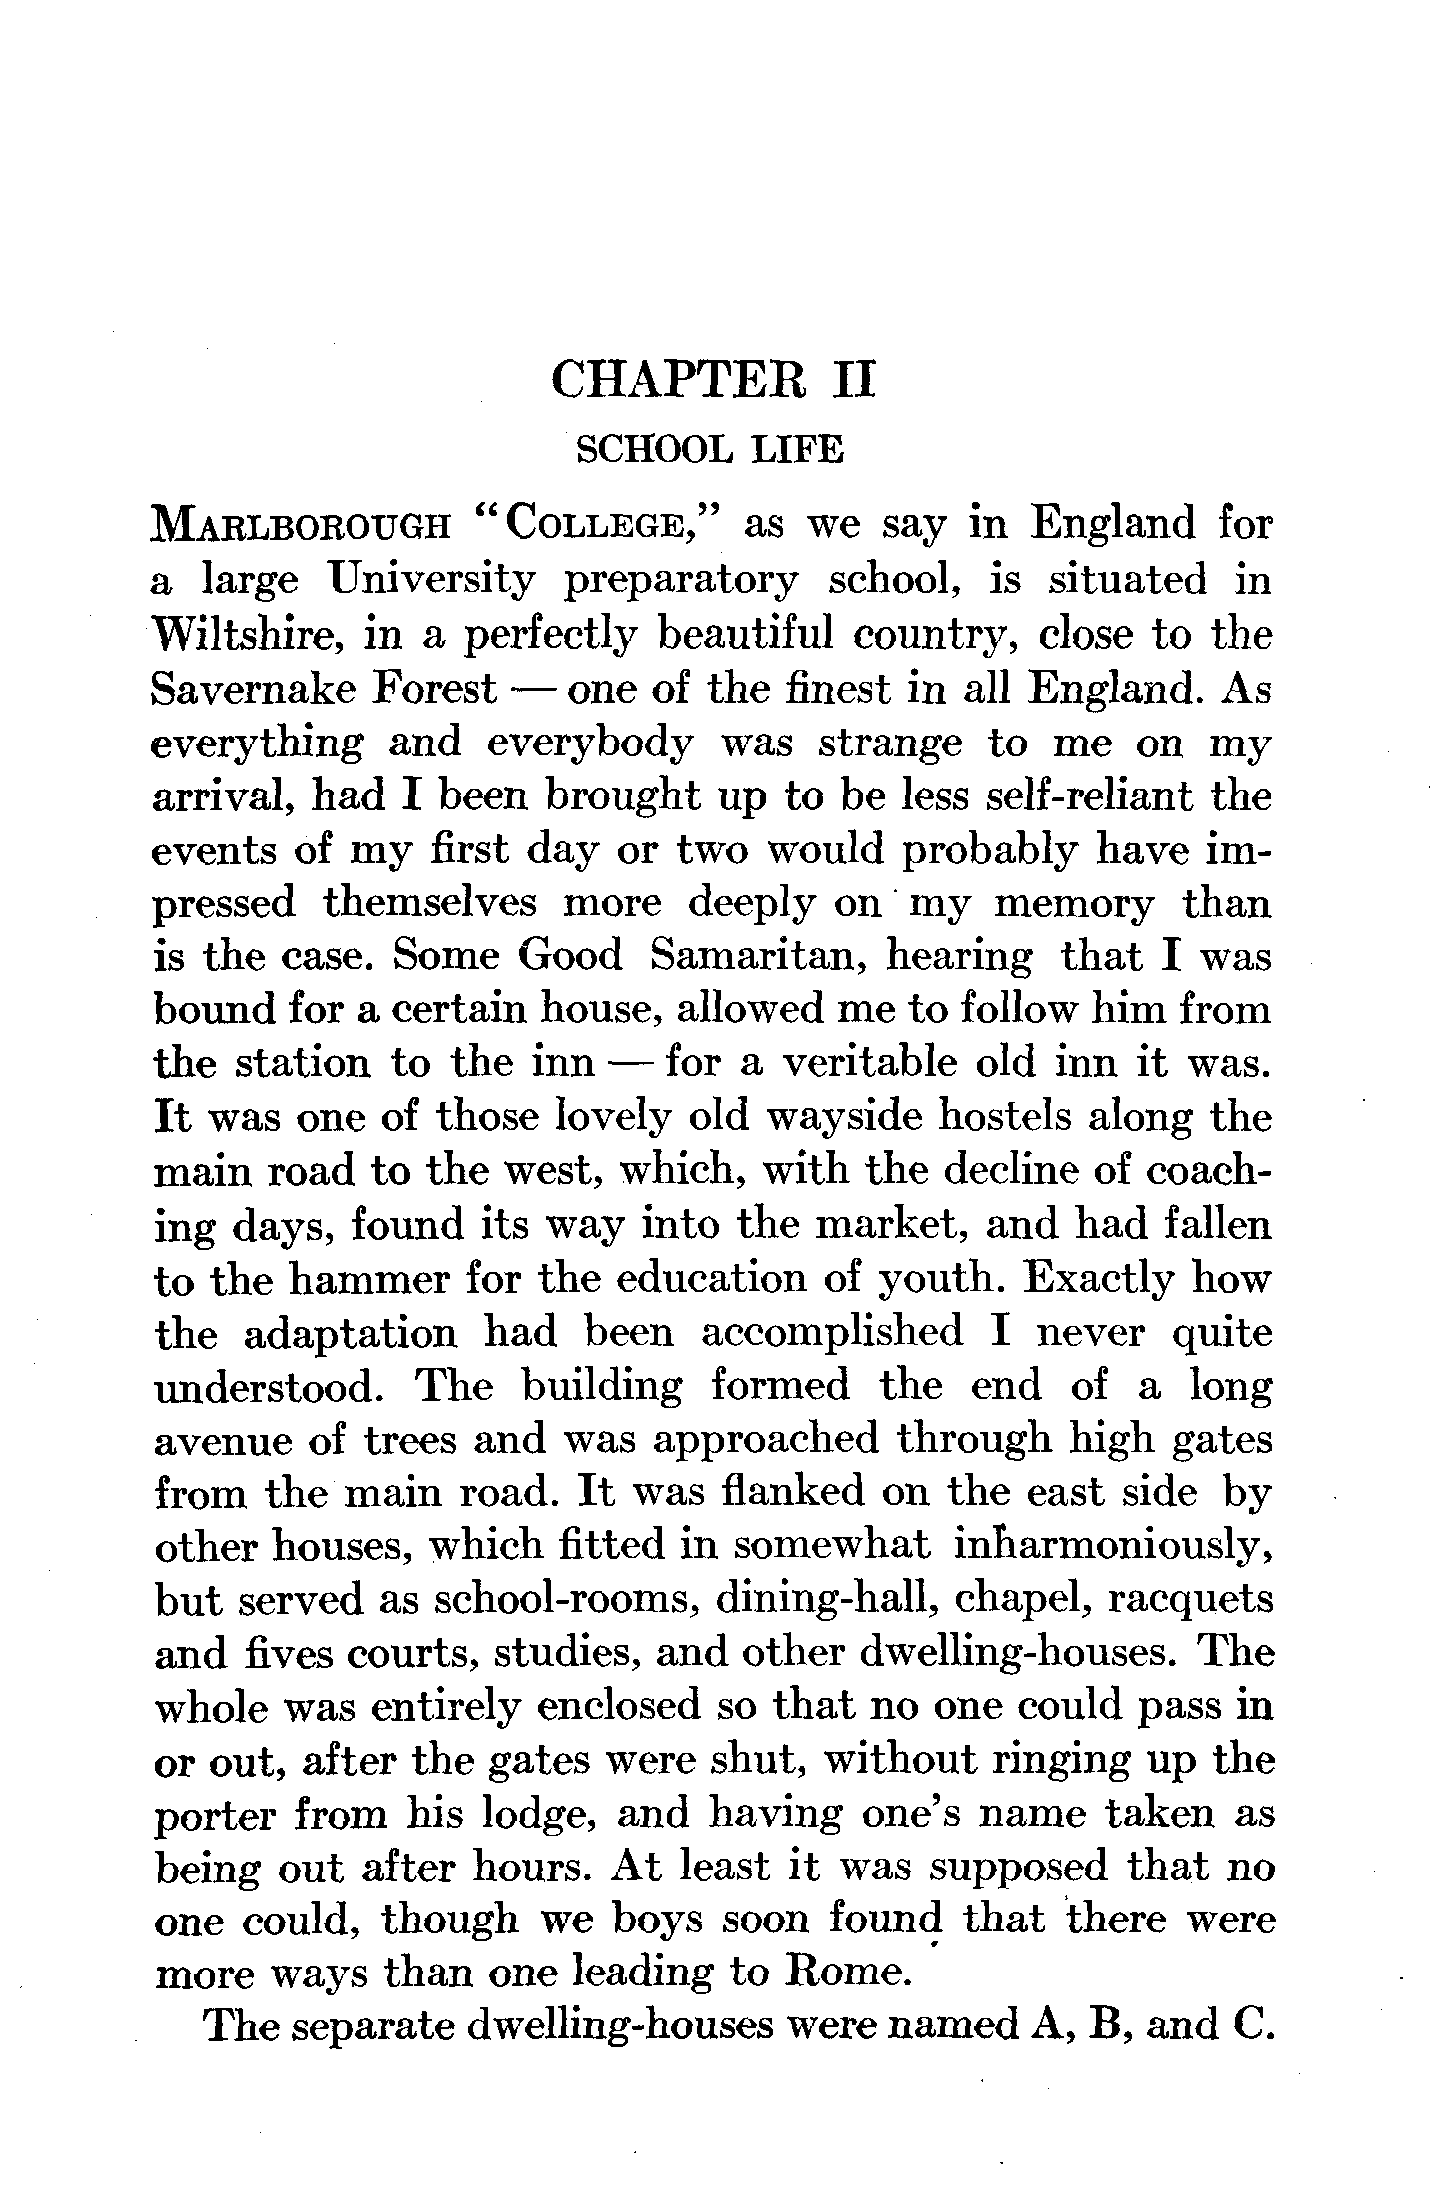 CHAPTER II
SCHOOL LIFE
MARLBOROUGH “COLLEGE,” as we say in England for
a large University preparatory school, is situated in
Wiltshire, in a perfectly beautiful country, close to the
Savernake Forest — one of the finest in all England. As
everything and everybody was strange to me on my
arrival, had I been brought up to be less self-reliant the
events of my first day or two would probably have im-
pressed themselves more deeply on my memory than
is the case. Some Good Samaritan, hearing that I was
bound for a certain house, allowed me to follow him from
the station to the inn — for a veritable old inn it was.
It was one of those lovely old wayside hostels along the
main road to the west, which, with the decline of coach-
ing days, found its way into the market, and had fallen
to the hammer for the education of youth. Exactly how
the adaptation had been accomplished I never quite
understood. The building formed the end of a long
avenue of trees and was approached through high gates
from the main road. It was flanked on the east side by
other houses, which fitted in somewhat inharmoniously,
but served as school-rooms, dining-hall, chapel, racquets
and fives courts, studies, and other dwelling-houses. The
whole was entirely enclosed so that no one could pass in
or out, after the gates were shut, without ringing up the
porter from his lodge, and having one’s name taken as
being out after hours. At least it was supposed that no
one could, though we boys soon found that there were
more ways than one leading to Rome.
The separate dwelling-houses were named A, B, and C.